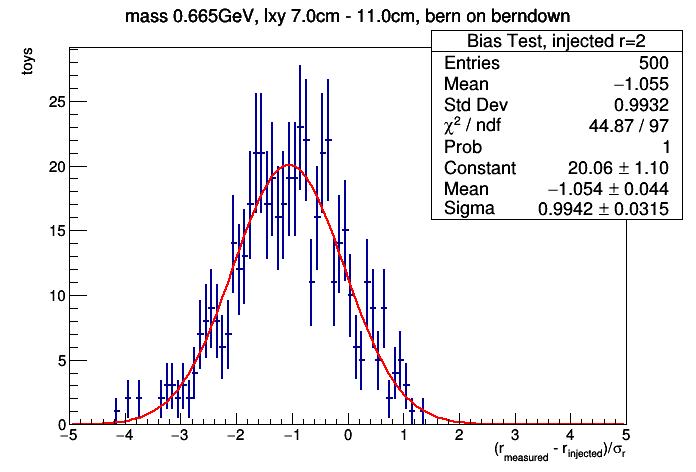 mass 0.665GeV, lxy 7.0cm - 11.0cm, bern on berndown
Bias Test, injected r=2
Entries 500
Mean −1.055
Std Dev 0.9932
χ² / ndf 44.87 / 97
Prob 1
Constant 20.06 ± 1.10
Mean −1.054 ± 0.044
Sigma 0.9942 ± 0.0315
toys
25
20
15
10
5
0
−5 −4 −3 −2 −1 0 1 2 3 4 5
(r_measured - r_injected)/σ_r